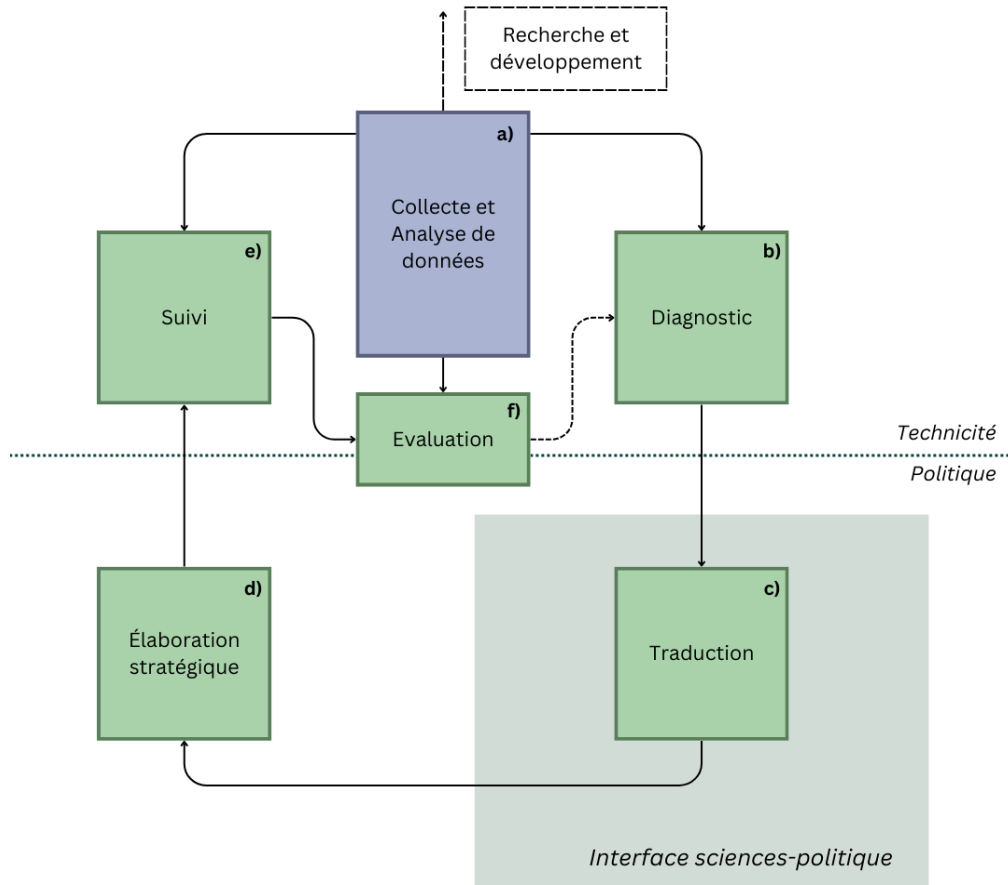 Recherche et
développement
a)
Collecte et
Analyse de
données
e)
Suivi
b)
Diagnostic
f)
Evaluation
Technicité
Politique
d)
Élaboration
stratégique
c)
Traduction
Interface sciences-politique